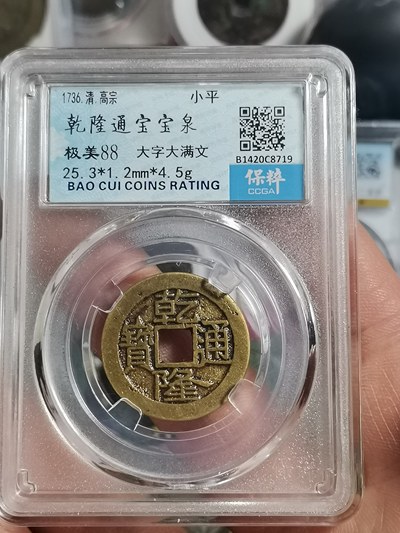 1736.清.高宗 小平
乾隆通宝宝泉
极美88 大字大满文
B1420C8719
25.3*1.2mm*4.5g
保粹
BAO CUI COINS RATING
CCGA
乾隆通寶